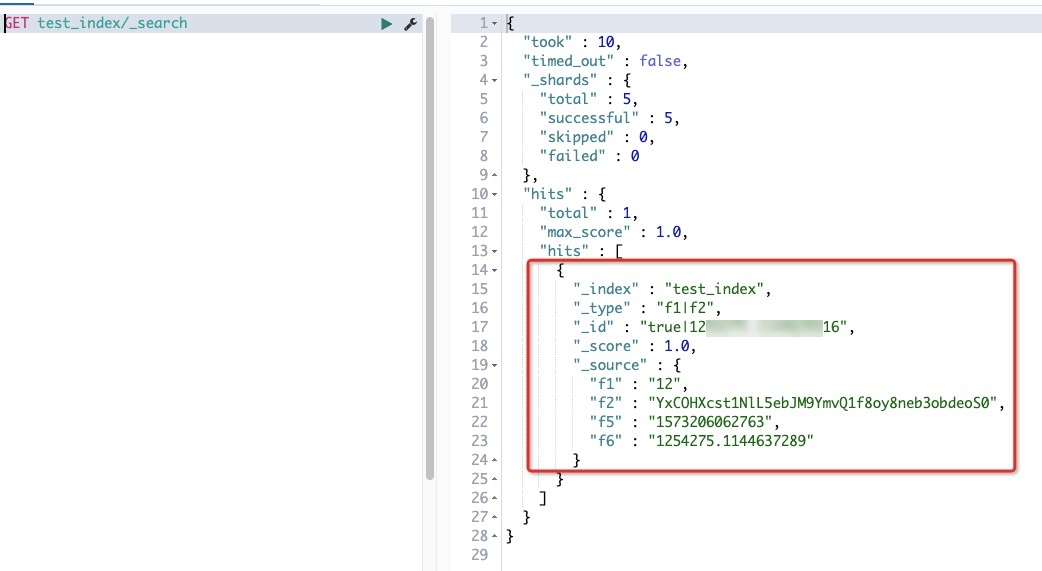 GET test_index/_search
1 {
2 "took" : 10,
3 "timed_out" : false,
4 "_shards" : {
5 "total" : 5,
6 "successful" : 5,
7 "skipped" : 0,
8 "failed" : 0
9 },
10 "hits" : {
11 "total" : 1,
12 "max_score" : 1.0,
13 "hits" : [
14 {
15 "_index" : "test_index",
16 "_type" : "f1|f2",
17 "_id" : "true|12 16",
18 "_score" : 1.0,
19 "_source" : {
20 "f1" : "12",
21 "f2" : "YxCOHXcst1NlL5ebJM9YmvQ1f8oy8neb3obdeoS0",
22 "f5" : "1573206062763",
23 "f6" : "1254275.1144637289"
24 }
25 }
26 ]
27 }
28 }
29